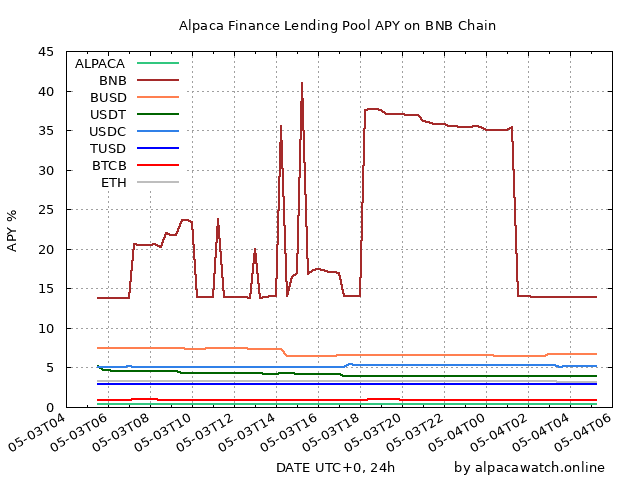 Alpaca Finance Lending Pool APY on BNB Chain
APY %
45
40
35
30
25
20
15
10
5
0
ALPACA
BNB
BUSD
USDT
USDC
TUSD
BTCB
ETH
05-03T04
05-03T06
05-03T08
05-03T10
05-03T12
05-03T14
05-03T16
05-03T18
05-03T20
05-03T22
05-04T00
05-04T02
05-04T04
05-04T06
DATE UTC+0, 24h
by alpacawatch.online